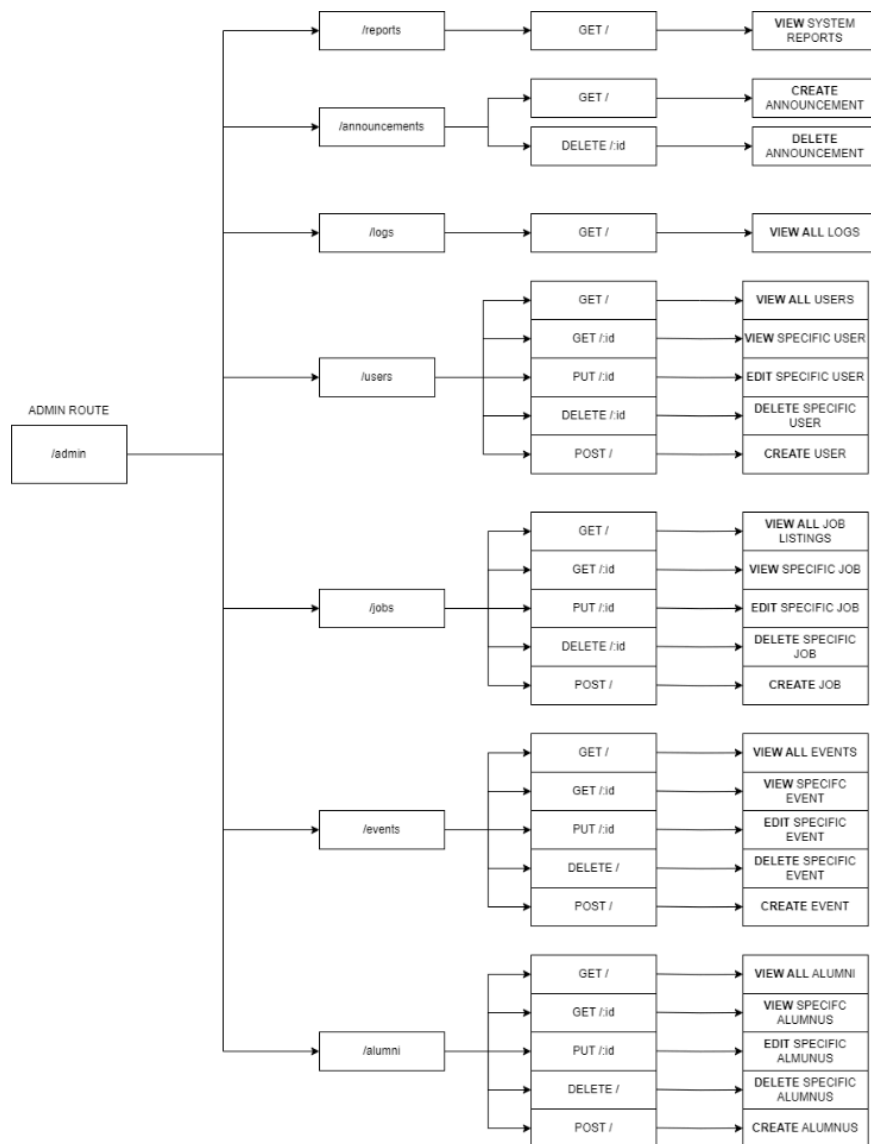 /reports
GET /
VIEW SYSTEM
REPORTS
/announcements
GET /
CREATE
ANNOUNCEMENT
DELETE /:id
DELETE
ANNOUNCEMENT
/logs
GET /
VIEW ALL LOGS
/users
GET /
VIEW ALL USERS
GET /:id
VIEW SPECIFIC USER
PUT /:id
EDIT SPECIFIC USER
DELETE /:id
DELETE SPECIFIC
USER
POST /
CREATE USER
ADMIN ROUTE
/admin
/jobs
GET /
VIEW ALL JOB
LISTINGS
GET /:id
VIEW SPECIFIC JOB
PUT /:id
EDIT SPECIFIC JOB
DELETE /:id
DELETE SPECIFIC
JOB
POST /
CREATE JOB
/events
GET /
VIEW ALL EVENTS
GET /:id
VIEW SPECIFC
EVENT
PUT /:id
EDIT SPECIFIC
EVENT
DELETE /
DELETE SPECIFIC
EVENT
POST /
CREATE EVENT
/alumni
GET /
VIEW ALL ALUMNI
GET /:id
VIEW SPECIFC
ALUMNUS
PUT /:id
EDIT SPECIFIC
ALMUNUS
DELETE /
DELETE SPECIFIC
ALUMNUS
POST /
CREATE ALUMNUS